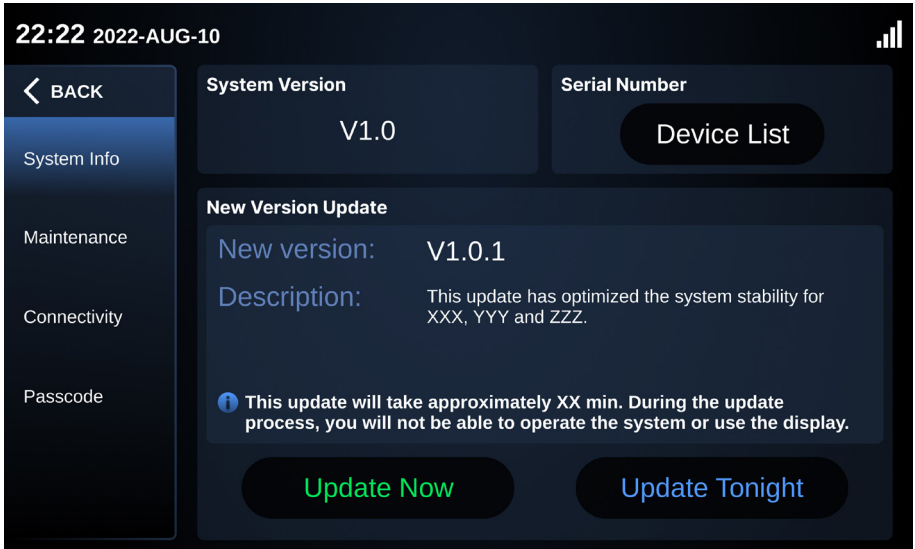 22:22 2022-AUG-10
BACK
System Info
Maintenance
Connectivity
Passcode
System Version
V1.0
Serial Number
Device List
New Version Update
New version: V1.0.1
Description: This update has optimized the system stability for
XXX, YYY and ZZZ.
This update will take approximately XX min. During the update
process, you will not be able to operate the system or use the display.
Update Now
Update Tonight